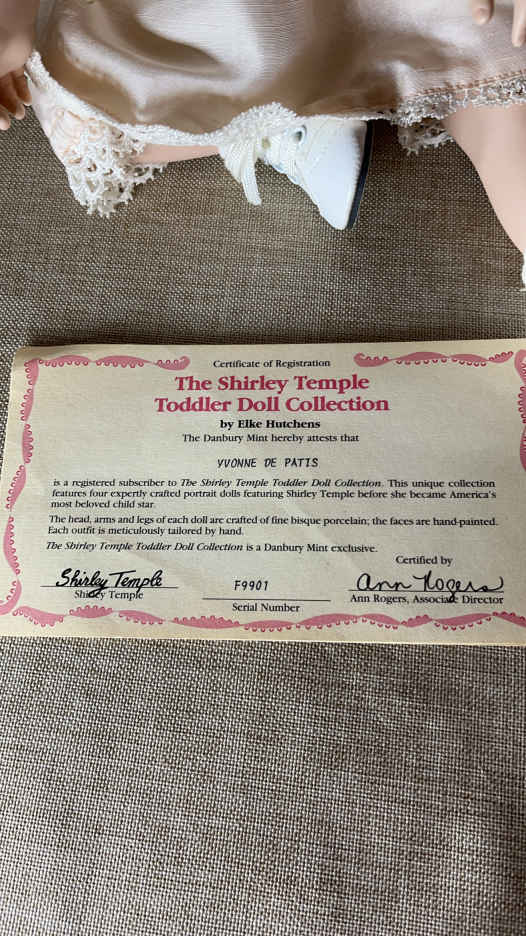 Certificate of Registration
The Shirley Temple
Toddler Doll Collection
by Elke Hutchens
The Danbury Mint hereby attests that
YVONNE DE PATIS
is a registered subscriber to The Shirley Temple Toddler Doll Collection. This unique collection
features four expertly crafted portrait dolls featuring Shirley Temple before she became America's
most beloved child star.
The head, arms and legs of each doll are crafted of fine bisque porcelain; the faces are hand-painted.
Each outfit is meticulously tailored by hand.
The Shirley Temple Toddler Doll Collection is a Danbury Mint exclusive.
Certified by
Shirley Temple
Shirley Temple
F9901
Serial Number
Ann Rogers
Ann Rogers, Associate Director